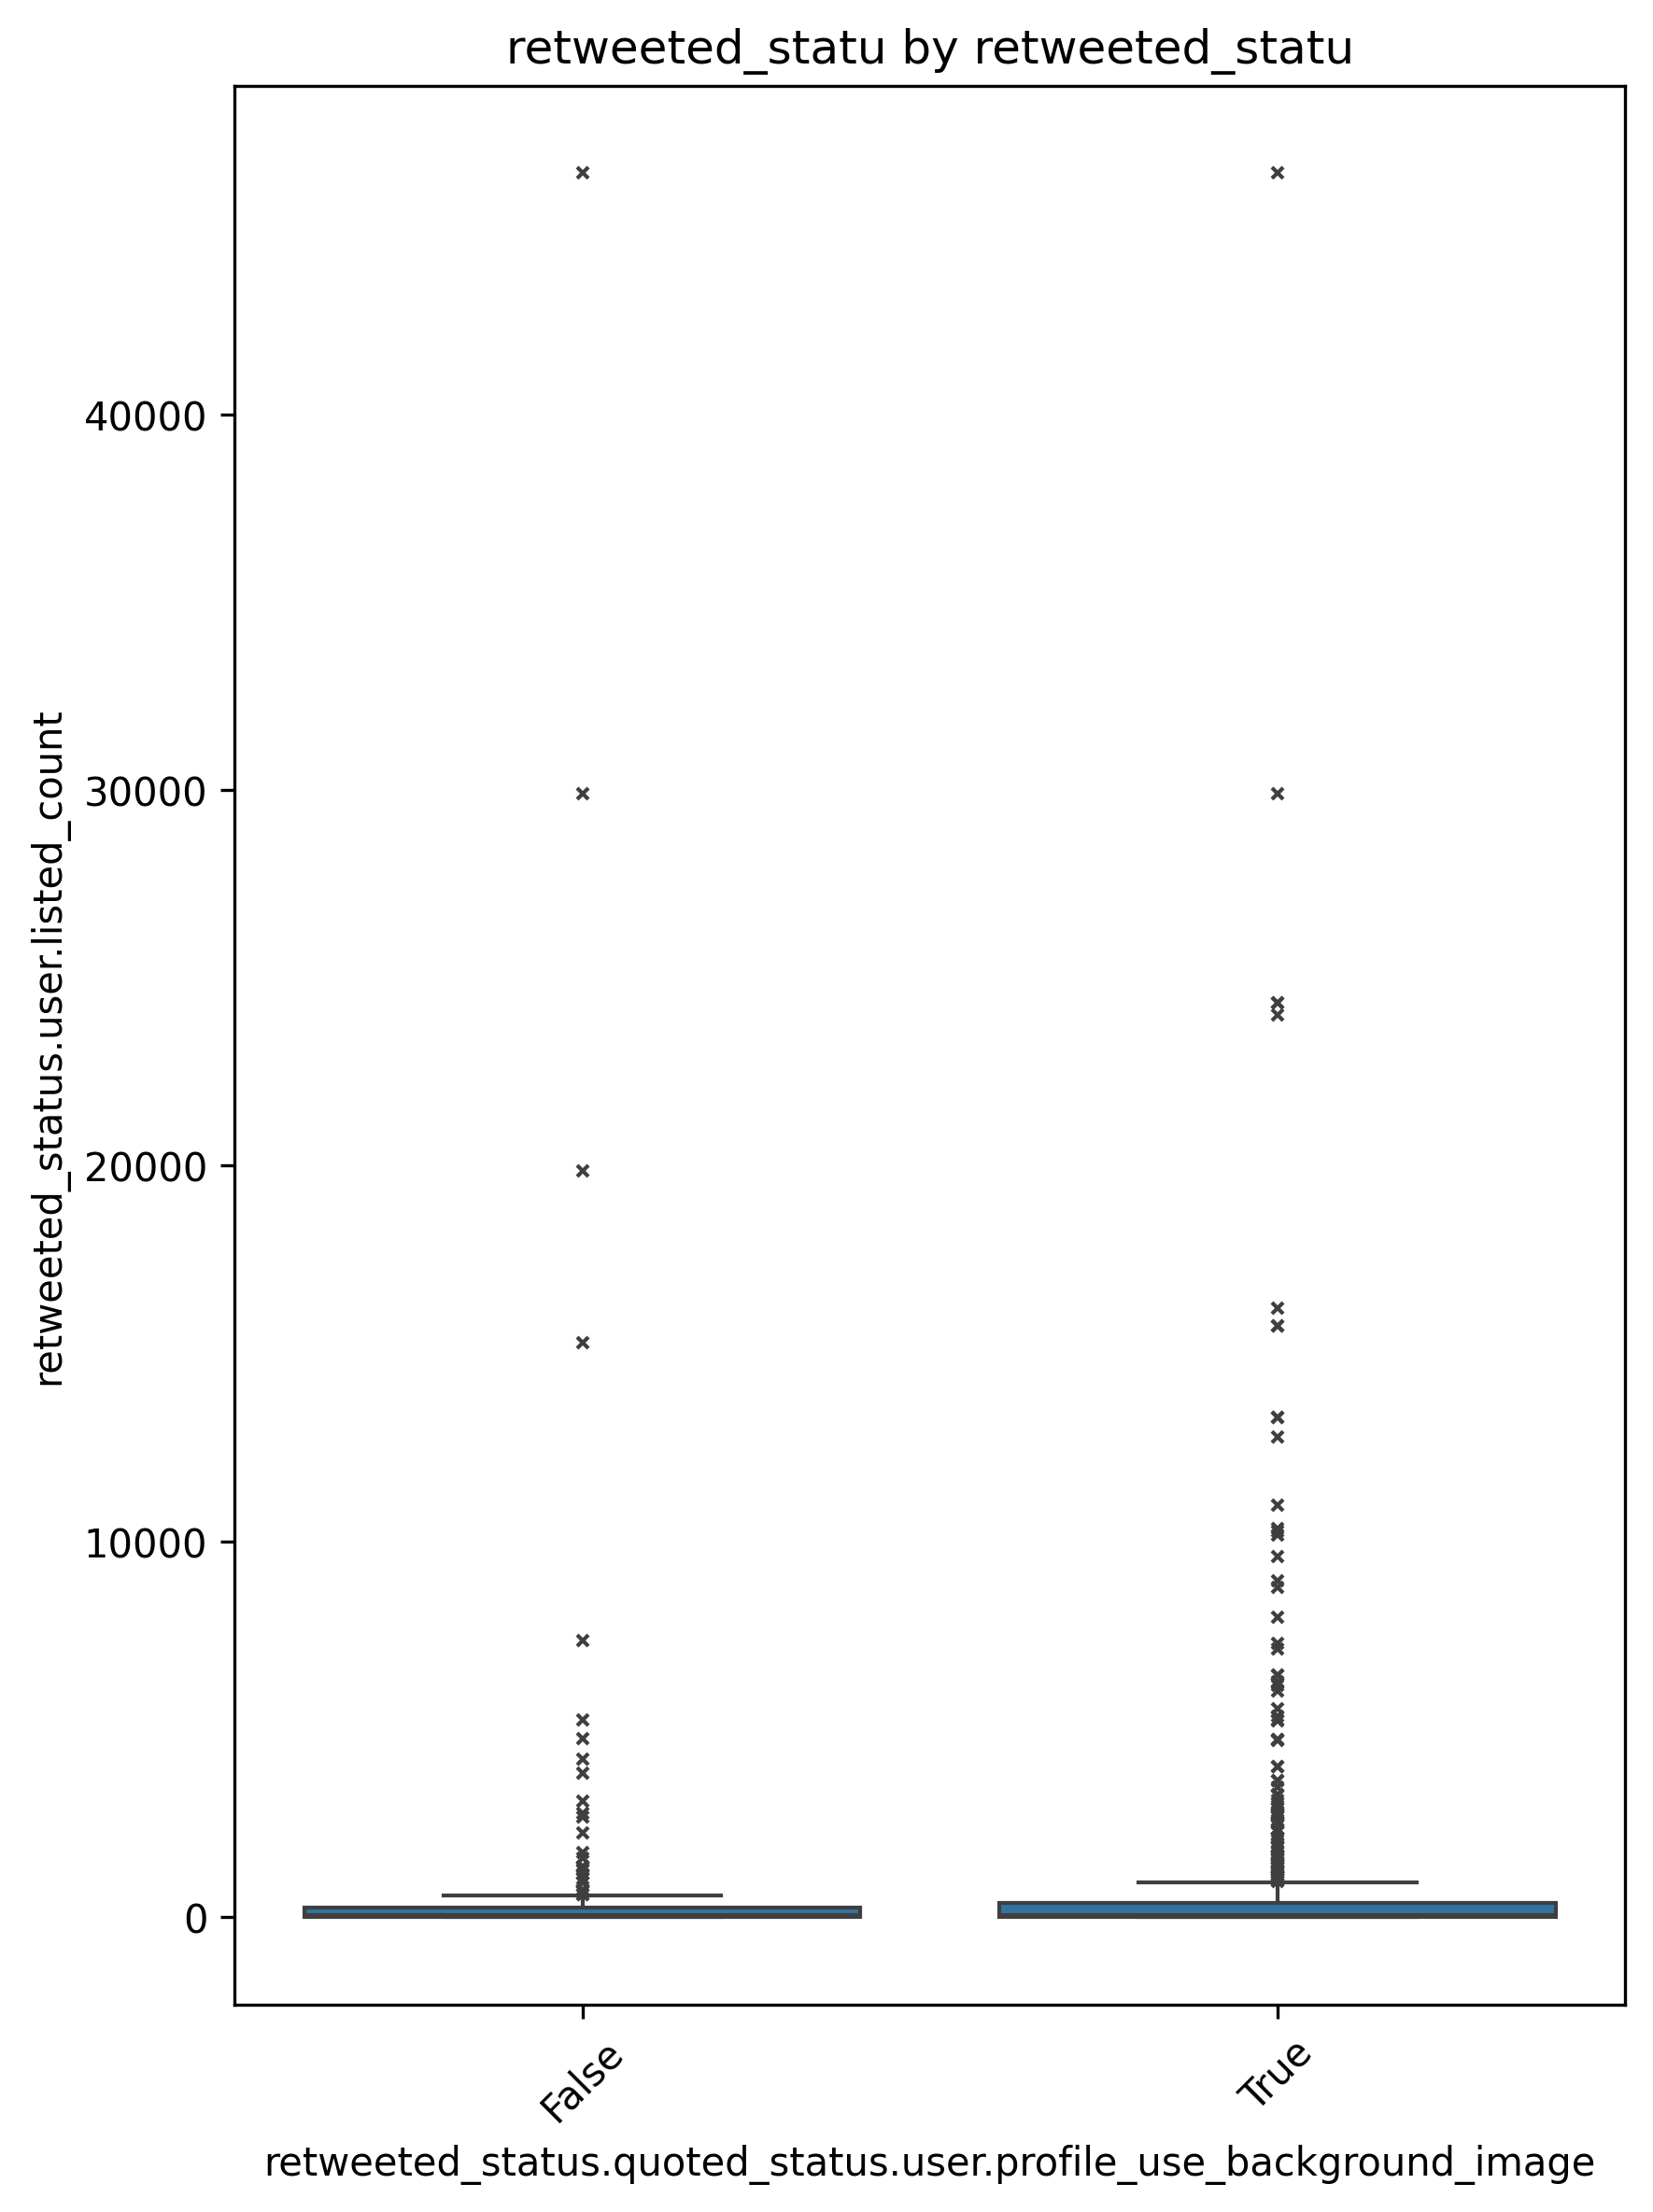 retweeted_statu by retweeted_statu
retweeted_status.user.listed_count
40000
30000
20000
10000
0
False
True
retweeted_status.quoted_status.user.profile_use_background_image